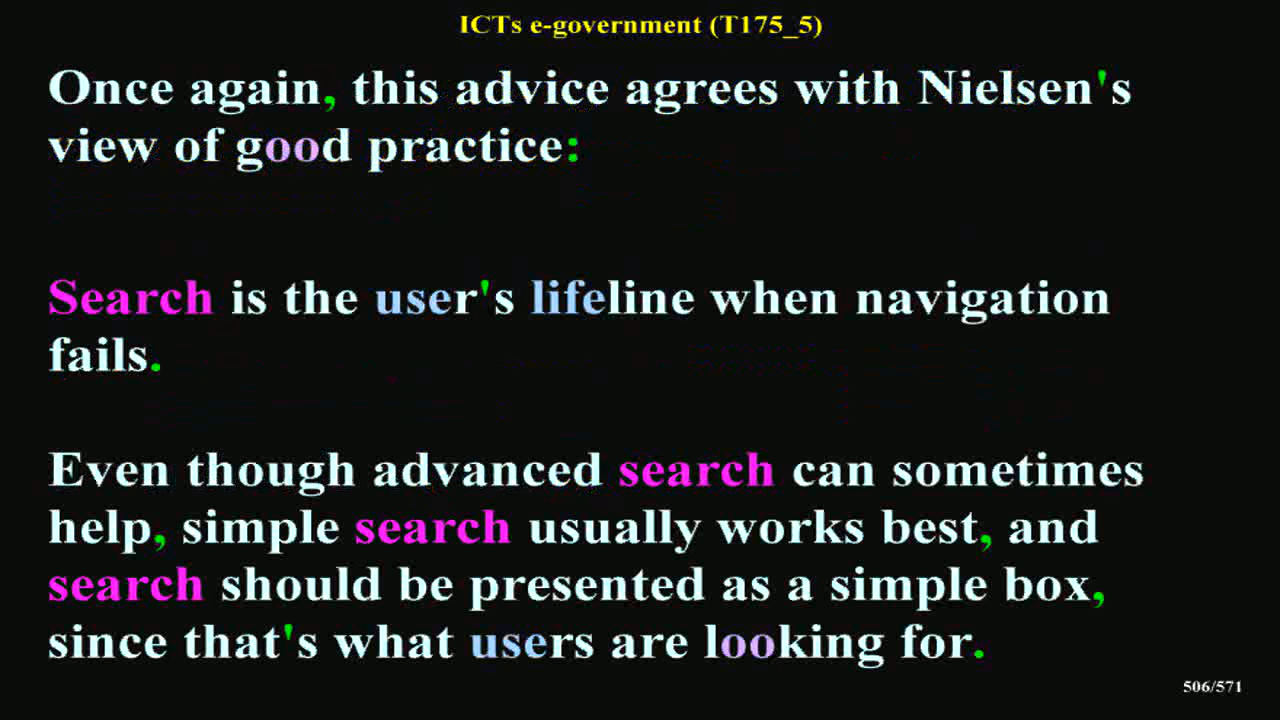 ICTs e-government (T175_5)
Once again, this advice agrees with Nielsen's
view of good practice:
Search is the user's lifeline when navigation
fails.
Even though advanced search can sometimes
help, simple search usually works best, and
search should be presented as a simple box,
since that's what users are looking for.
506/571